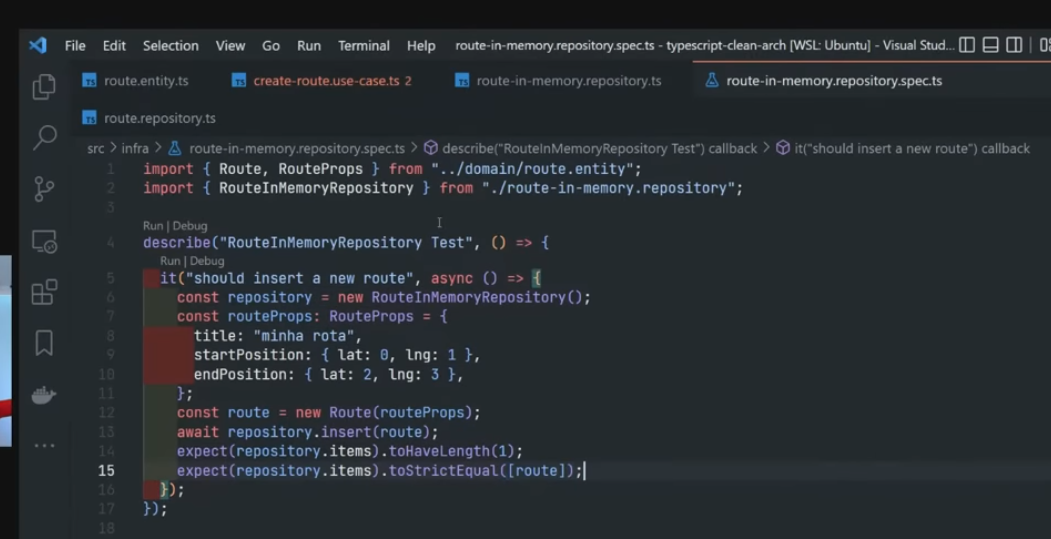 File Edit Selection View Go Run Terminal Help route-in-memory.repository.spec.ts - typescript-clean-arch [WSL: Ubuntu] - Visual Stud...
TS route.entity.ts TS create-route.use-case.ts 2 TS route-in-memory.repository.ts route-in-memory.repository.spec.ts
TS route.repository.ts
src > infra > route-in-memory.repository.spec.ts > describe("RouteInMemoryRepository Test") callback > it("should insert a new route") callback
1 import { Route, RouteProps } from "../domain/route.entity";
2 import { RouteInMemoryRepository } from "./route-in-memory.repository";
3
Run | Debug
4 describe("RouteInMemoryRepository Test", () => {
Run | Debug
5 it("should insert a new route", async () => {
6 const repository = new RouteInMemoryRepository();
7 const routeProps: RouteProps = {
8 title: "minha rota",
9 startPosition: { lat: 0, lng: 1 },
10 endPosition: { lat: 2, lng: 3 },
11 };
12 const route = new Route(routeProps);
13 await repository.insert(route);
14 expect(repository.items).toHaveLength(1);
15 expect(repository.items).toStrictEqual([route]);
16 });
17 });
18